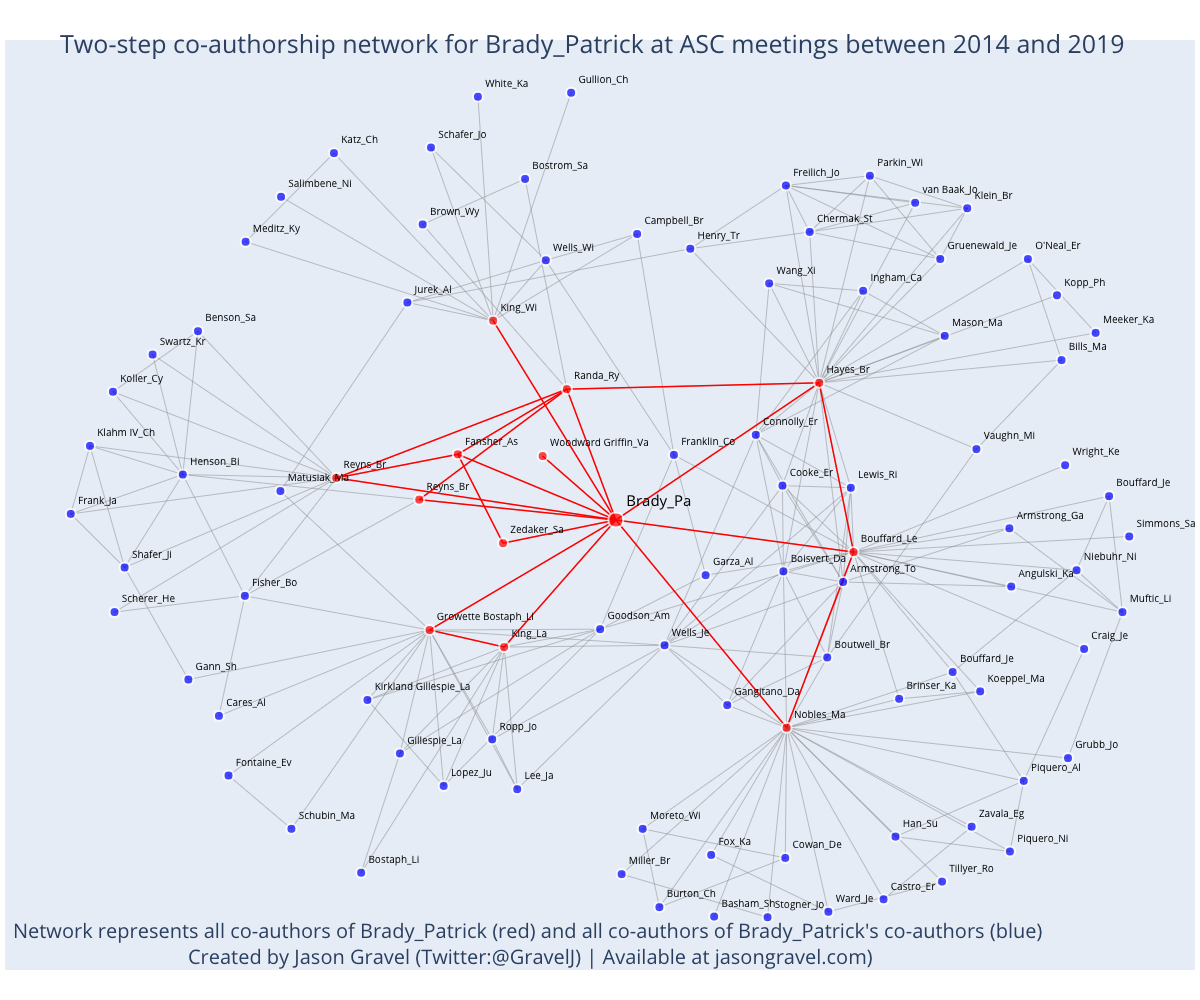 Two-step co-authorship network for Brady_Patrick at ASC meetings between 2014 and 2019
White_Ka
Gullion_Ch
Schafer_Jo
Katz_Ch
Bostrom_Sa
Parkin_Wi
Freilich_Jo
Salimbene_Ni
van Baak_Jo
Klein_Br
Brown_Wy
Campbell_Br
Chermak_St
Meditz_Ky
Henry_Tr
Wells_Wi
Gruenewald_Je
O'Neal_Er
Wang_Xi
Ingham_Ca
Kopp_Ph
Jurek_Al
King_Wi
Benson_Sa
Mason_Ma
Meeker_Ka
Swartz_Kr
Bills_Ma
Koller_Cy
Randa_Ry
Hayes_Br
Klahm IV_Ch
Fansher_As
Woodward Griffin_Va
Franklin_Co
Connolly_Er
Vaughn_Mi
Wright_Ke
Henson_Bi
Reyns_Br
Matusiak_Ma
Reyns_Br
Cooke_Er
Lewis_Ri
Bouffard_Je
Frank_Ja
Brady_Pa
Armstrong_Ga
Simmons_Sa
Zedaker_Sa
Bouffard_Le
Shafer_Ji
Garza_Al
Boisvert_Da
Armstrong_To
Niebuhr_Ni
Angulski_Ka
Fisher_Bo
Scherer_He
Muftic_Li
Growette Bostaph_Li
King_La
Goodson_Am
Wells_Je
Boutwell_Br
Craig_Je
Gann_Sh
Bouffard_Je
Koeppel_Ma
Kirkland Gillespie_La
Cares_Al
Gangitano_Da
Brinser_Ka
Nobles_Ma
Gillespie_La
Ropp_Jo
Grubb_Jo
Fontaine_Ev
Lopez_Ju
Lee_Ja
Piquero_Al
Schubin_Ma
Moreto_Wi
Han_Su
Zavala_Eg
Fox_Ka
Cowan_De
Piquero_Ni
Bostaph_Li
Miller_Br
Tillyer_Ro
Burton_Ch
Basham_Sh
Stogner_Jo
Ward_Je
Castro_Er
Network represents all co-authors of Brady_Patrick (red) and all co-authors of Brady_Patrick's co-authors (blue)
Created by Jason Gravel (Twitter:@GravelJ) | Available at jasongravel.com)